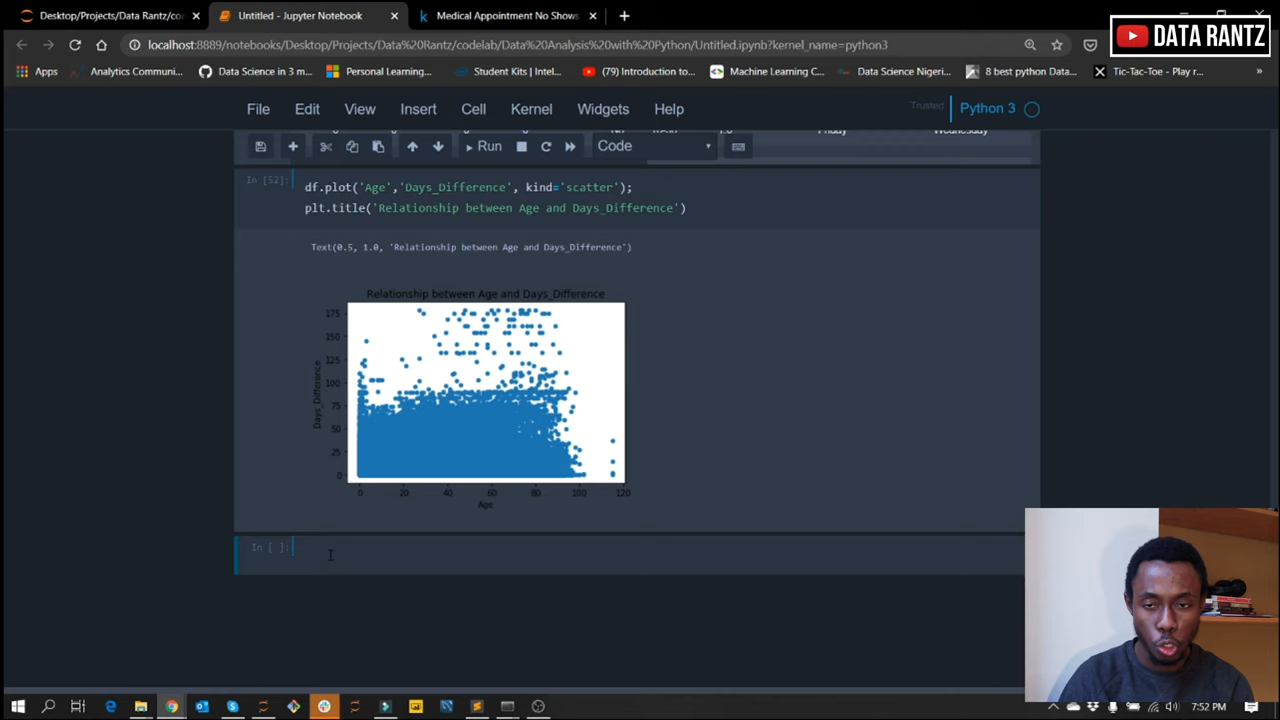 Desktop/Projects/Data Rantz/co
Untitled - Jupyter Notebook
Medical Appointment No Shows
DATA RANTZ
localhost:8889/notebooks/Desktop/Projects/Data%20Rantz/codelab/Data%20Analysis%20with%20Python/Untitled.ipynb?kernel_name=python3
Apps
Analytics Communi...
Data Science in 3 m...
Personal Learning...
Student Kits | Intel...
(79) Introduction to...
Machine Learning C...
Data Science Nigeri...
8 best python Data...
Tic-Tac-Toe - Play r...
File
Edit
View
Insert
Cell
Kernel
Widgets
Help
Trusted
Python 3
Friday
Wednesday
Run
Code
In [52]:
df.plot('Age','Days_Difference', kind='scatter');
plt.title('Relationship between Age and Days_Difference')
Text(0.5, 1.0, 'Relationship between Age and Days_Difference')
Relationship between Age and Days_Difference
175
150
125
100
75
50
25
0
Days_Difference
0
20
40
60
80
100
120
Age
In [ ]:
7:52 PM